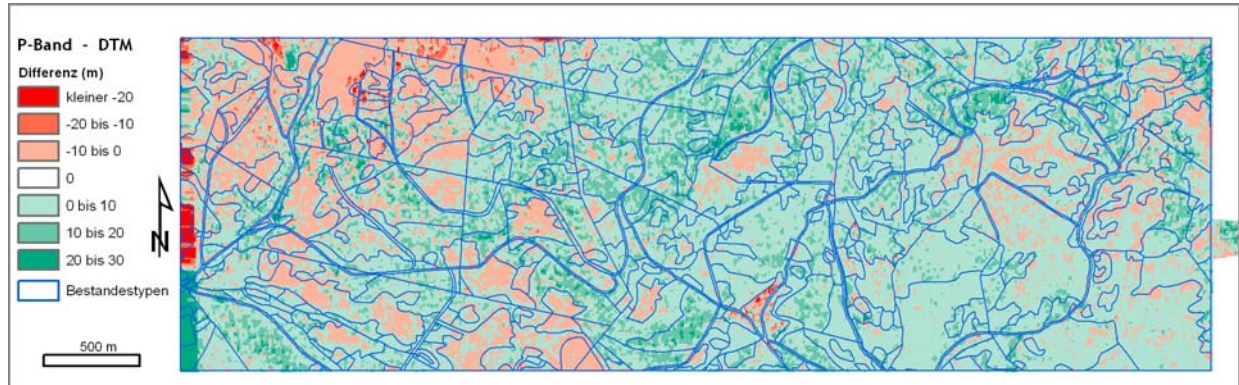 P-Band - DTM
Differenz (m)
kleiner -20
-20 bis -10
-10 bis 0
0
0 bis 10
10 bis 20
20 bis 30
Bestandestypen
N
500 m